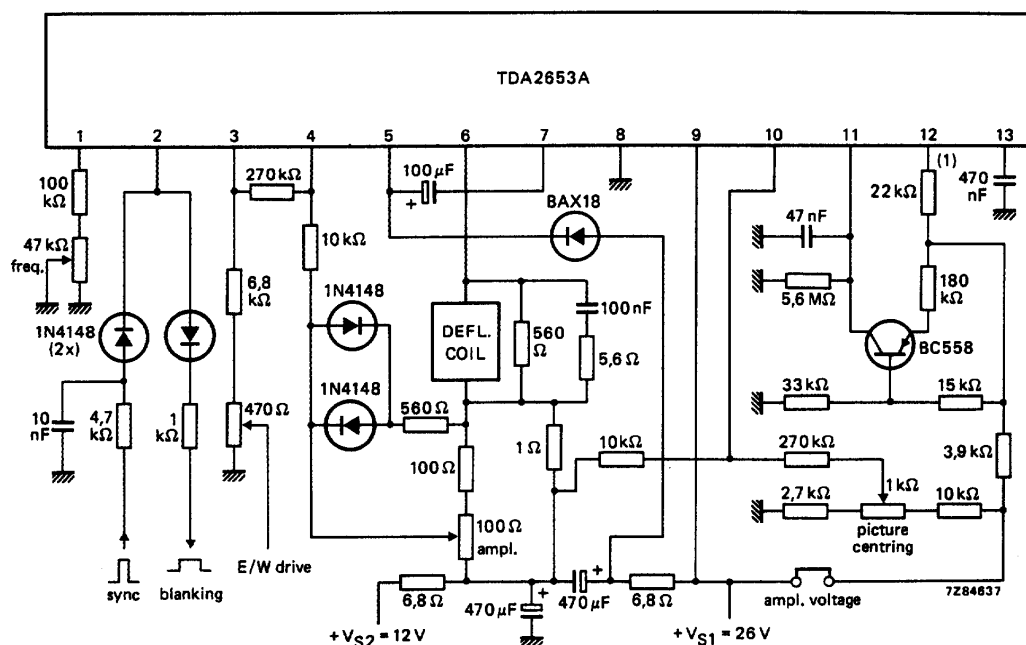 TDA2653A
1 2 3 4 5 6 7 8 9 10 11 12 13
(1)
100 kΩ
47 kΩ
freq.
1N4148
(2x)
10 nF
4,7 kΩ
1 kΩ
sync
blanking
E/W drive
270 kΩ
6,8 kΩ
470 Ω
10 kΩ
1N4148
1N4148
560 Ω
100 Ω
100 Ω
ampl.
100 µF
+
BAX18
DEFL.
COIL
560 Ω
100 nF
5,6 Ω
1 Ω
10 kΩ
6,8 Ω
+VS2 = 12 V
470 µF
+
470 µF
+
6,8 Ω
+VS1 = 26 V
ampl. voltage
47 nF
5,6 MΩ
22 kΩ
470 nF
180 kΩ
BC558
33 kΩ
15 kΩ
270 kΩ
3,9 kΩ
2,7 kΩ
1 kΩ
10 kΩ
picture
centring
7Z84637